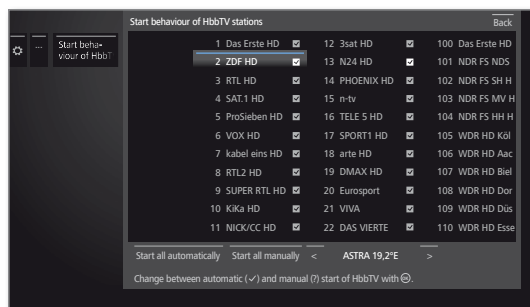 Start behaviour of HbbTV stations
Back
...
Start beha-
viour of HbbT
1 Das Erste HD
2 ZDF HD
3 RTL HD
4 SAT.1 HD
5 ProSieben HD
6 VOX HD
7 kabel eins HD
8 RTL2 HD
9 SUPER RTL HD
10 KiKa HD
11 NICK/CC HD
12 3sat HD
13 N24 HD
14 PHOENIX HD
15 n-tv
16 TELE 5 HD
17 SPORT1 HD
18 arte HD
19 DMAX HD
20 Eurosport
21 VIVA
22 DAS VIERTE
100 Das Erste HD
101 NDR FS NDS
102 NDR FS SH H
103 NDR FS MV H
104 NDR FS HH H
105 WDR HD Köl
106 WDR HD Aac
107 WDR HD Biel
108 WDR HD Dor
109 WDR HD Düs
110 WDR HD Esse
Start all automatically Start all manually < ASTRA 19,2°E >
Change between automatic (✓) and manual (?) start of HbbTV with OK.